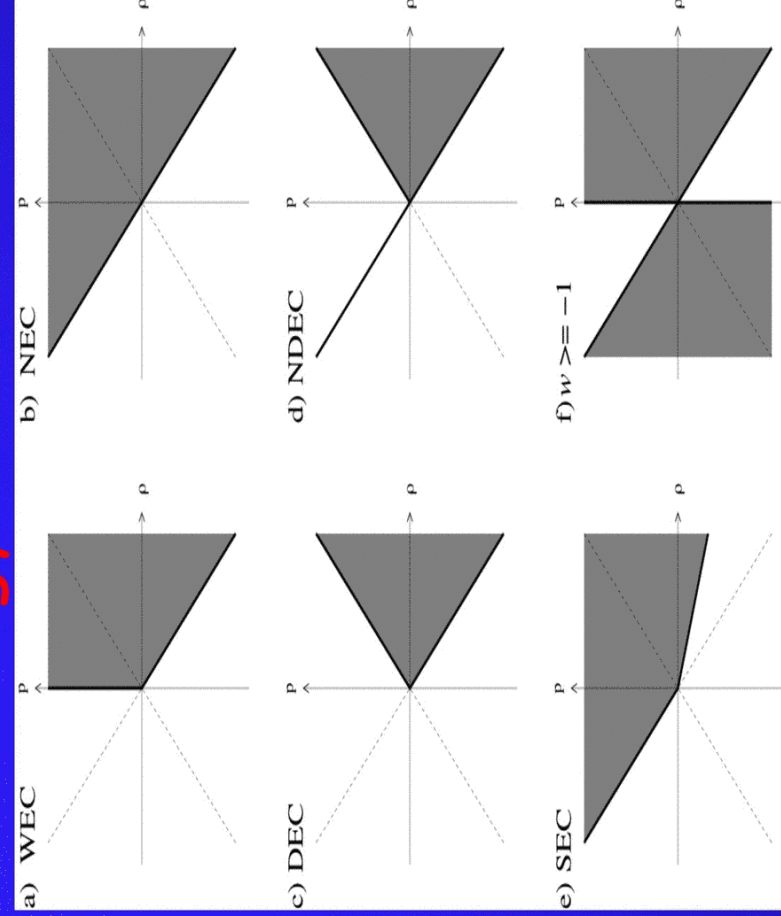 a) WEC
P
ρ
b) NEC
P
ρ
c) DEC
P
ρ
d) NDEC
P
ρ
e) SEC
P
ρ
f) w >= −1
P
ρ